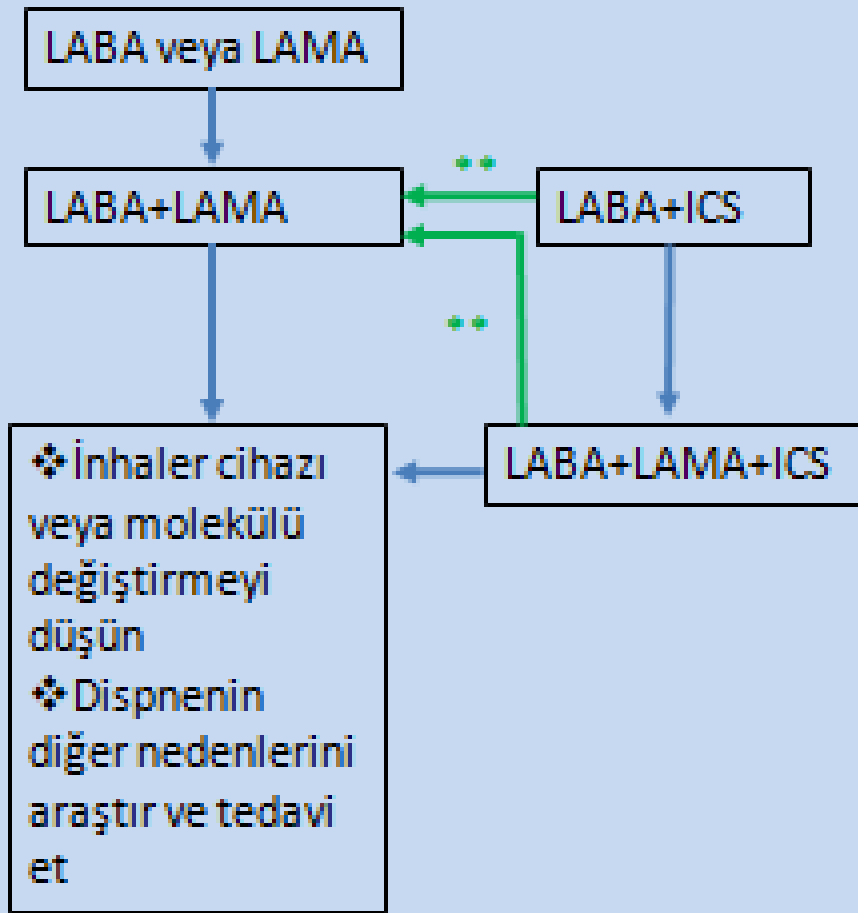 LABA veya LAMA
LABA+LAMA
LABA+ICS
LABA+LAMA+ICS
❖İnhaler cihazı
veya molekülü
değiştirmeyi
düşün
❖Dispnenin
diğer nedenlerini
araştır ve tedavi
et